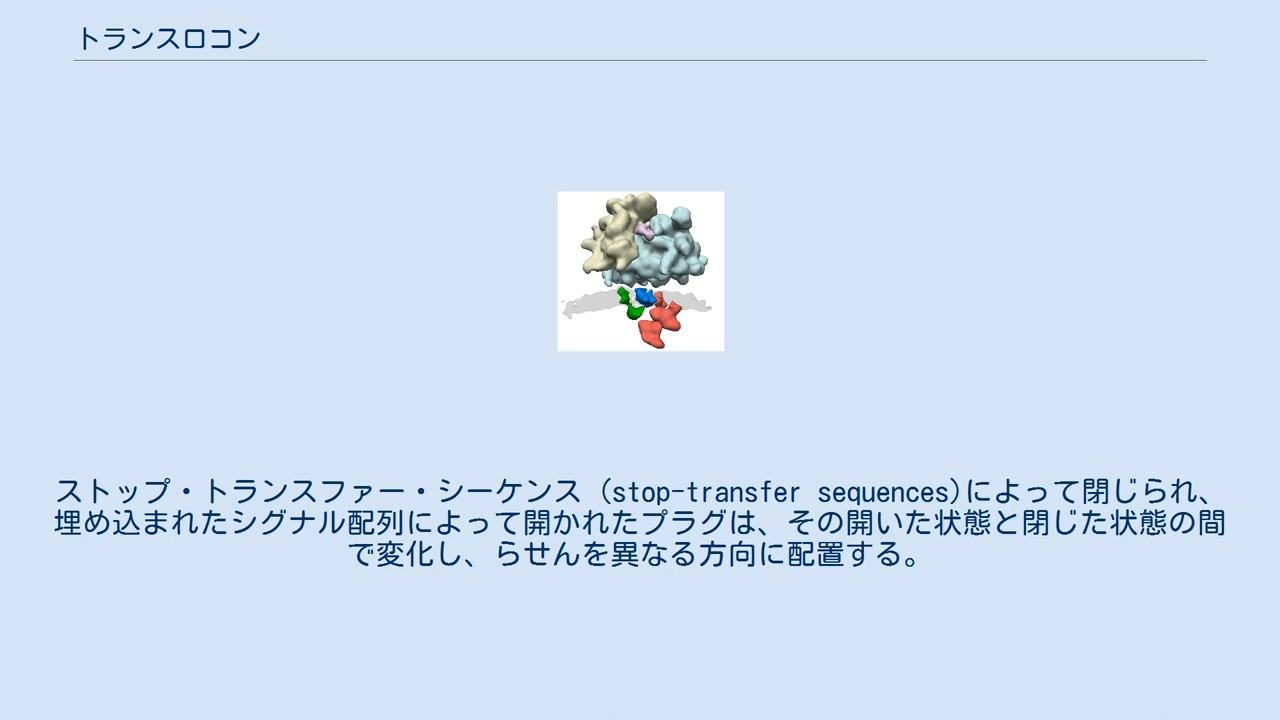 トランスロコン
ストップ・トランスファー・シーケンス (stop-transfer sequences)によって閉じられ、
埋め込まれたシグナル配列によって開かれたプラグは、その開いた状態と閉じた状態の間
で変化し、らせんを異なる方向に配置する。